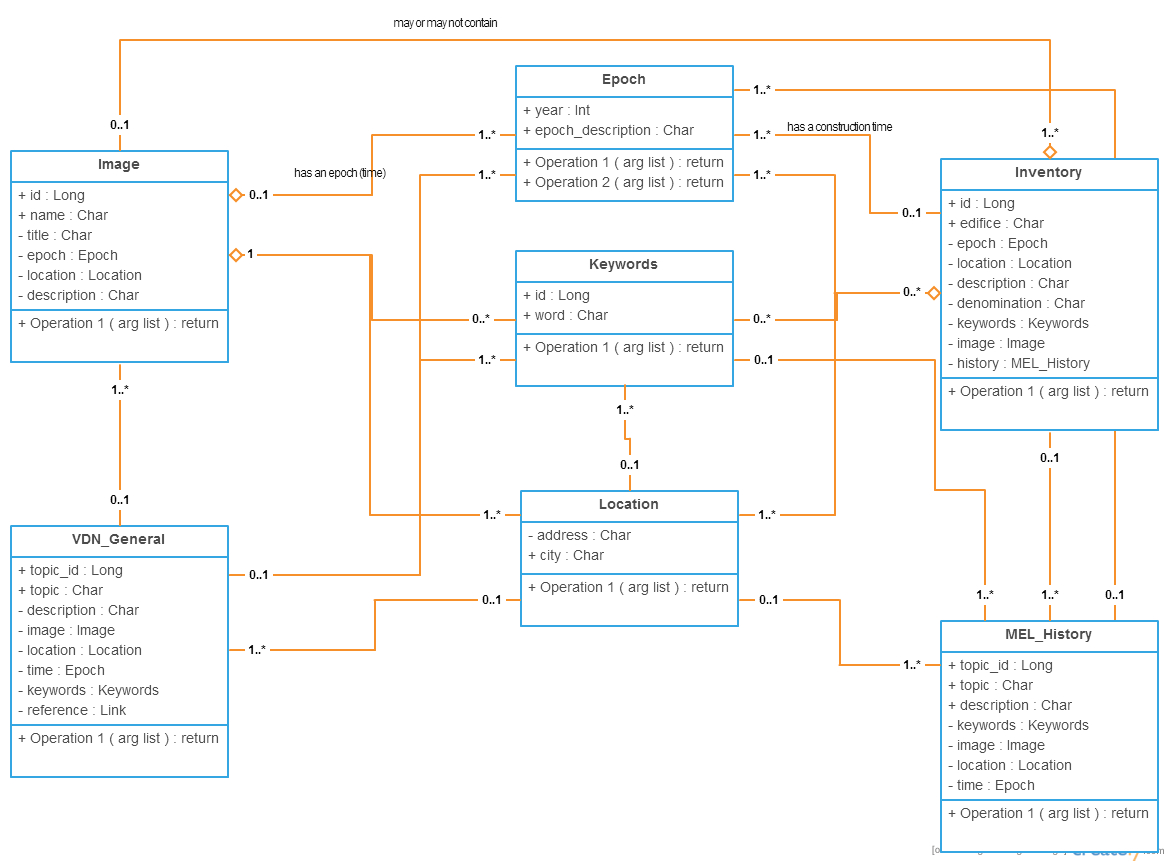 may or may not contain
0..1
1..*
Epoch
+ year : Int
+ epoch_description : Char
+ Operation 1 ( arg list ) : return
+ Operation 2 ( arg list ) : return
1..*
1..*
has a construction time
1..*
1..*
1..*
has an epoch (time)
0..1
0..1
Image
+ id : Long
+ name : Char
- title : Char
- epoch : Epoch
- location : Location
- description : Char
+ Operation 1 ( arg list ) : return
1
Inventory
+ id : Long
+ edifice : Char
- epoch : Epoch
- location : Location
- description : Char
- denomination : Char
- keywords : Keywords
- image : Image
- history : MEL_History
+ Operation 1 ( arg list ) : return
Keywords
+ id : Long
+ word : Char
+ Operation 1 ( arg list ) : return
0..*
0..*
0..*
1..*
0..1
1..*
1..*
0..1
0..1
0..1
Location
- address : Char
+ city : Char
+ Operation 1 ( arg list ) : return
1..*
1..*
0..1
0..1
VDN_General
+ topic_id : Long
+ topic : Char
- description : Char
- image : Image
- location : Location
- time : Epoch
- keywords : Keywords
- reference : Link
+ Operation 1 ( arg list ) : return
0..1
1..*
1..*
1..*
0..1
1..*
MEL_History
+ topic_id : Long
+ topic : Char
+ description : Char
- keywords : Keywords
- image : Image
- location : Location
- time : Epoch
+ Operation 1 ( arg list ) : return